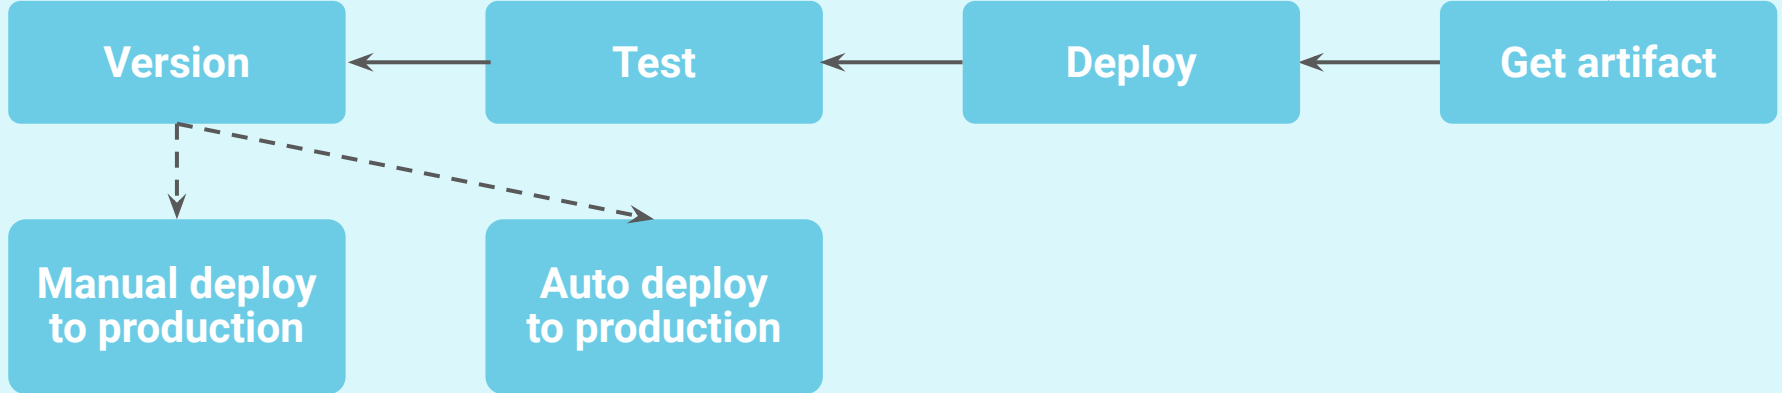 Version
Test
Deploy
Get artifact
Manual deploy
to production
Auto deploy
to production